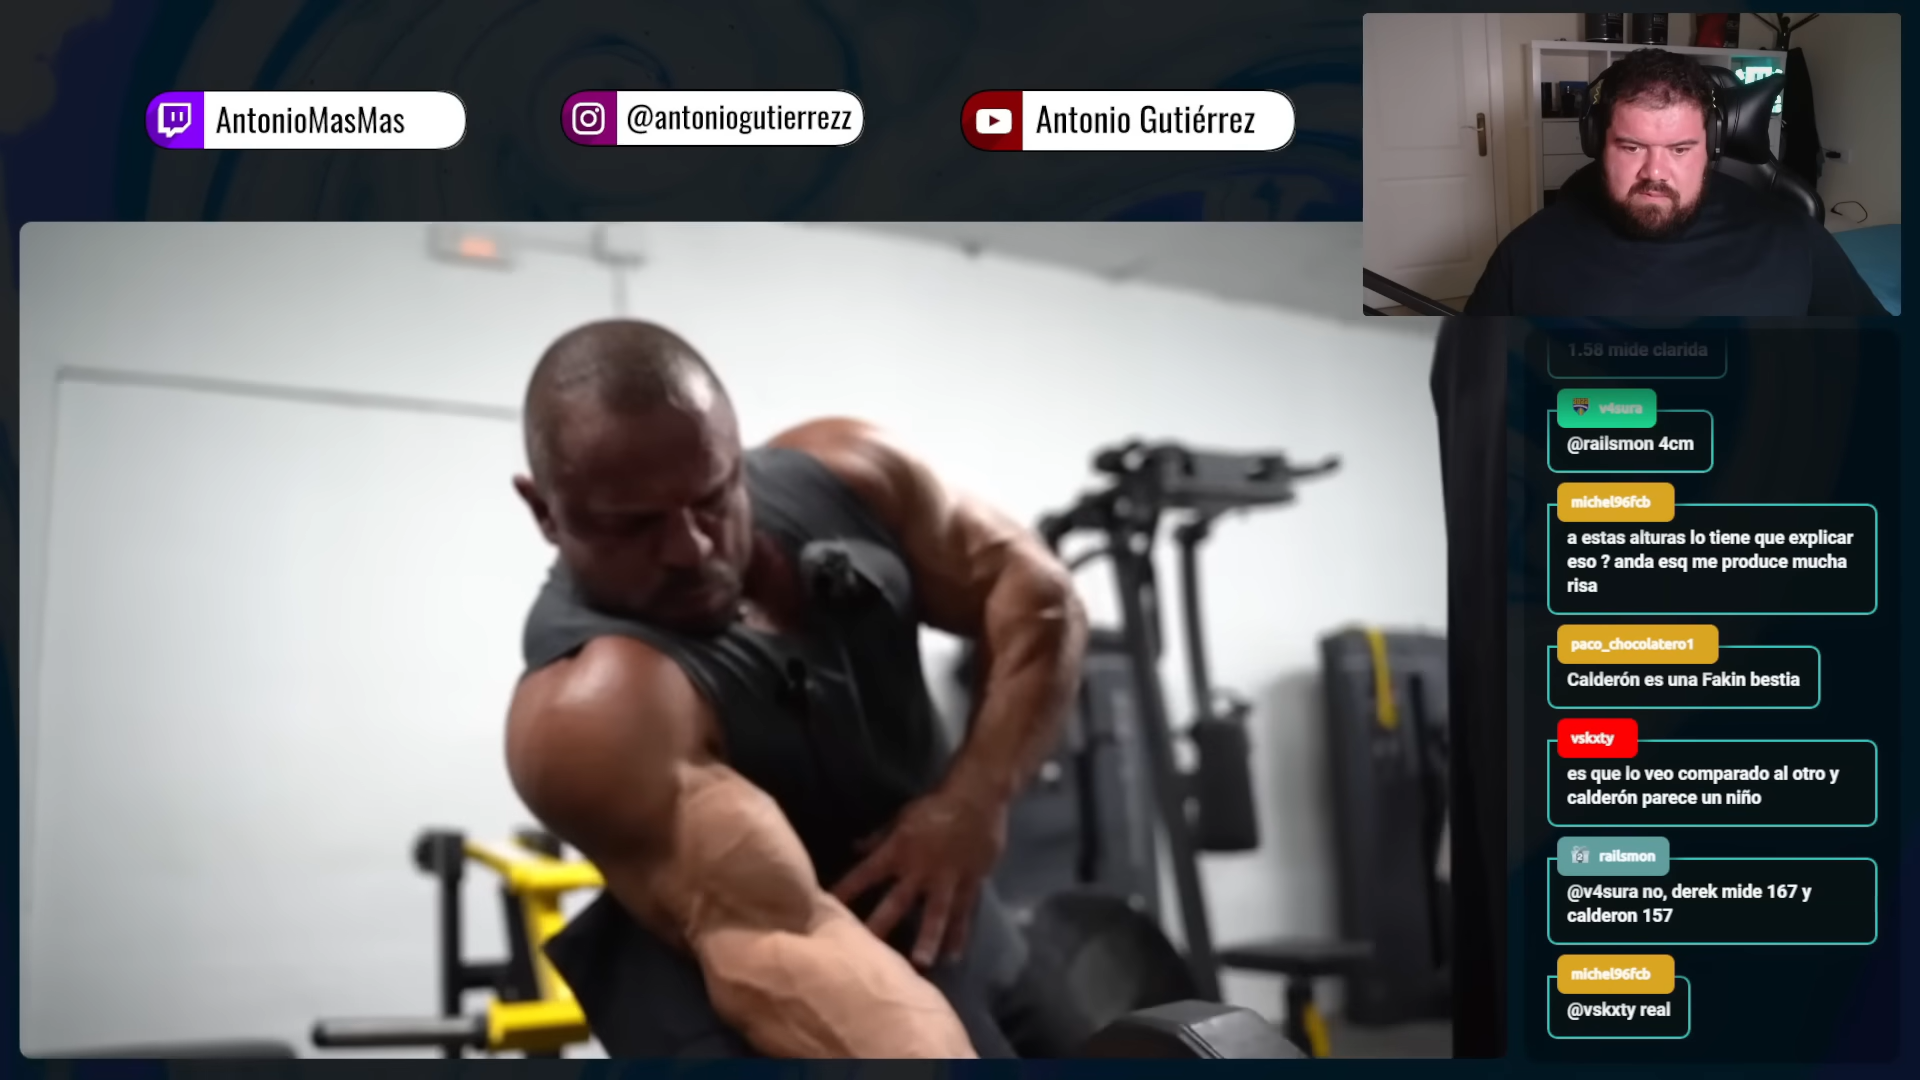 AntonioMasMas
@antoniogutierrezz
Antonio Gutiérrez
1.58 mide clarida
v4sura
@railsmon 4cm
michel96fcb
a estas alturas lo tiene que explicar
eso ? anda esq me produce mucha
risa
paco_chocolatero1
Calderón es una Fakin bestia
vskxty
es que lo veo comparado al otro y
calderón parece un niño
railsmon
@v4sura no, derek mide 167 y
calderon 157
michel96fcb
@vskxty real